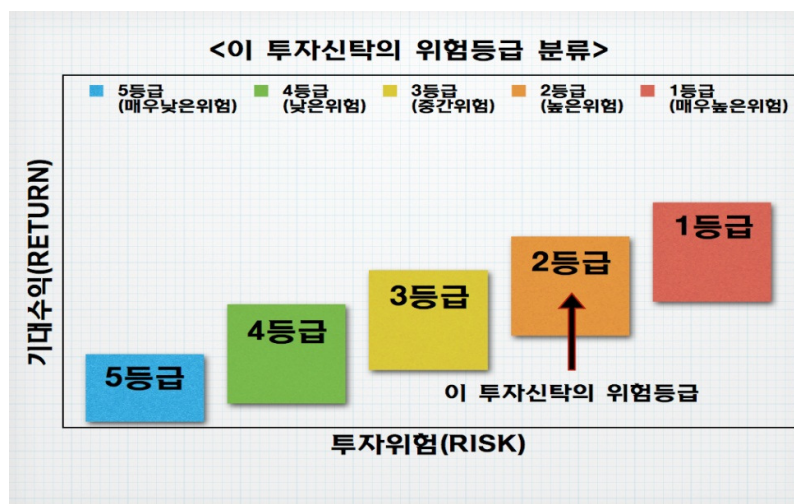 <이 투자신탁의 위험등급 분류>
5등급
(매우낮은위험)
4등급
(낮은위험)
3등급
(중간위험)
2등급
(높은위험)
1등급
(매우높은위험)
기대수익(RETURN)
1등급
2등급
3등급
4등급
5등급
이 투자신탁의 위험등급
투자위험(RISK)